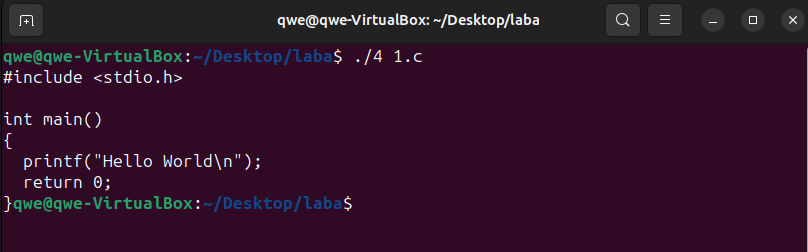 qwe@qwe-VirtualBox: ~/Desktop/laba
qwe@qwe-VirtualBox:~/Desktop/laba$ ./4 1.c
#include <stdio.h>

int main()
{
  printf("Hello World\n");
  return 0;
}qwe@qwe-VirtualBox:~/Desktop/laba$